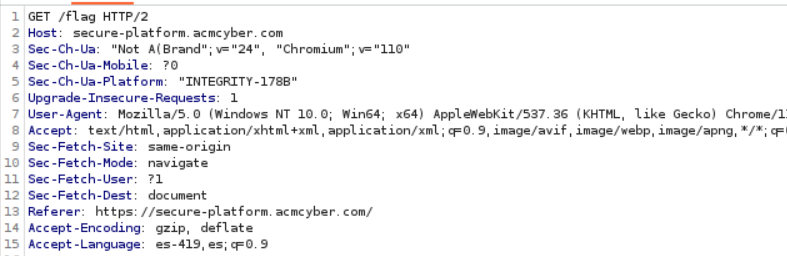 1 GET /flag HTTP/2
2 Host: secure-platform.acmcyber.com
3 Sec-Ch-Ua: "Not A(Brand";v="24", "Chromium";v="110"
4 Sec-Ch-Ua-Mobile: ?0
5 Sec-Ch-Ua-Platform: "INTEGRITY-178B"
6 Upgrade-Insecure-Requests: 1
7 User-Agent: Mozilla/5.0 (Windows NT 10.0; Win64; x64) AppleWebKit/537.36 (KHTML, like Gecko) Chrome/1
8 Accept: text/html,application/xhtml+xml,application/xml;q=0.9,image/avif,image/webp,image/apng,*/*;q=
9 Sec-Fetch-Site: same-origin
10 Sec-Fetch-Mode: navigate
11 Sec-Fetch-User: ?1
12 Sec-Fetch-Dest: document
13 Referer: https://secure-platform.acmcyber.com/
14 Accept-Encoding: gzip, deflate
15 Accept-Language: es-419,es;q=0.9